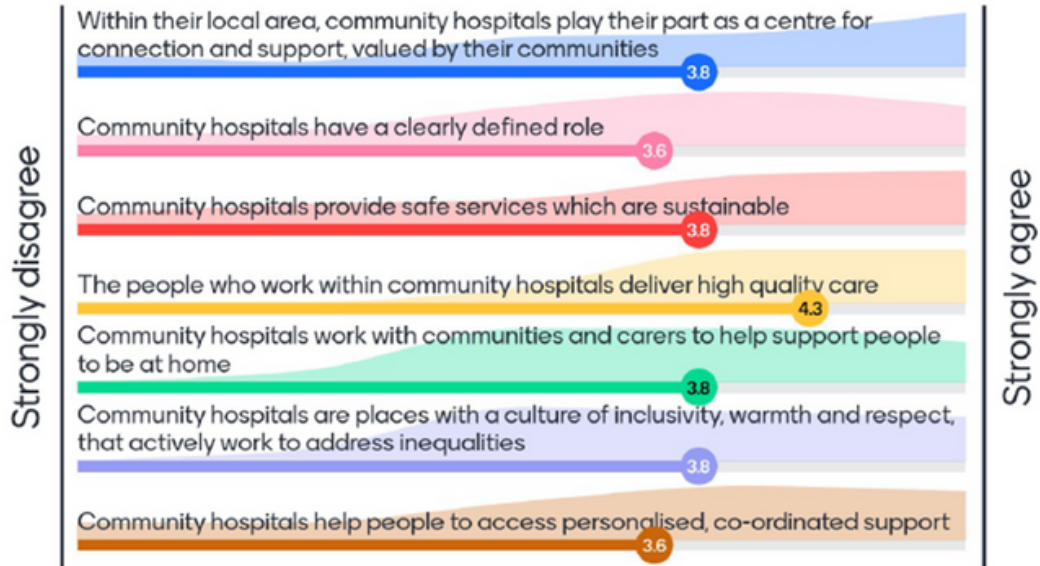 Strongly disagree
Within their local area, community hospitals play their part as a centre for
connection and support, valued by their communities
3.8
Community hospitals have a clearly defined role
3.6
Community hospitals provide safe services which are sustainable
3.8
The people who work within community hospitals deliver high quality care
4.3
Community hospitals work with communities and carers to help support people
to be at home
3.8
Community hospitals are places with a culture of inclusivity, warmth and respect,
that actively work to address inequalities
3.8
Community hospitals help people to access personalised, co-ordinated support
3.6
Strongly agree